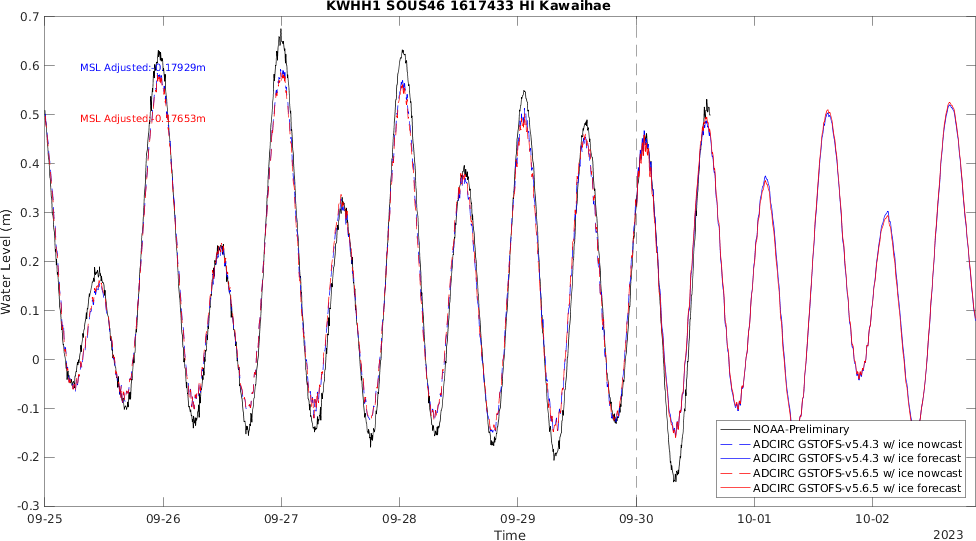 KWHH1 SOUS46 1617433 HI Kawaihae
0.7
0.6
0.5
0.4
0.3
0.2
0.1
0
-0.1
-0.2
-0.3
Water Level (m)
MSL Adjusted:-0.17929m
MSL Adjusted:-0.17653m
NOAA-Preliminary
ADCIRC GSTOFS-v5.4.3 w/ ice nowcast
ADCIRC GSTOFS-v5.4.3 w/ ice forecast
ADCIRC GSTOFS-v5.6.5 w/ ice nowcast
ADCIRC GSTOFS-v5.6.5 w/ ice forecast
09-25 09-26 09-27 09-28 09-29 09-30 10-01 10-02
Time
2023